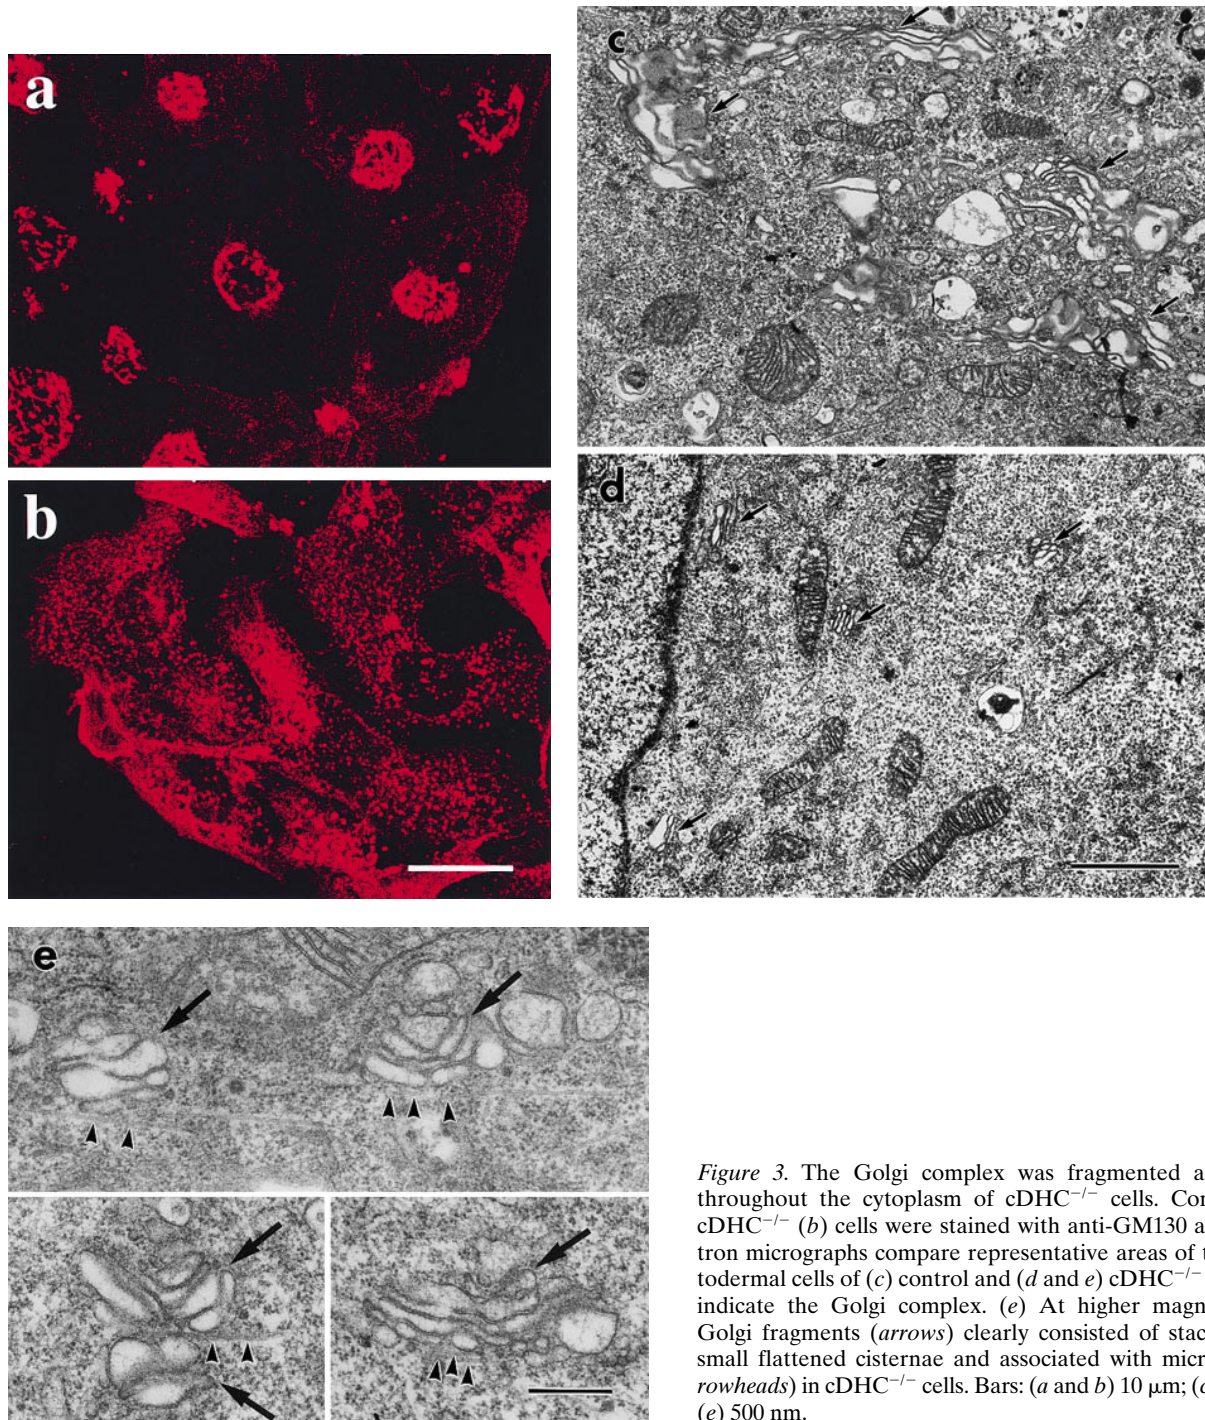 a
b
c
d
e
Figure 3. The Golgi complex was fragmented a
throughout the cytoplasm of cDHC−/− cells. Con
cDHC−/− (b) cells were stained with anti-GM130 a
tron micrographs compare representative areas of t
todermal cells of (c) control and (d and e) cDHC−/−
indicate the Golgi complex. (e) At higher magn
Golgi fragments (arrows) clearly consisted of stac
small flattened cisternae and associated with micr
rowheads) in cDHC−/− cells. Bars: (a and b) 10 μm; (c
(e) 500 nm.